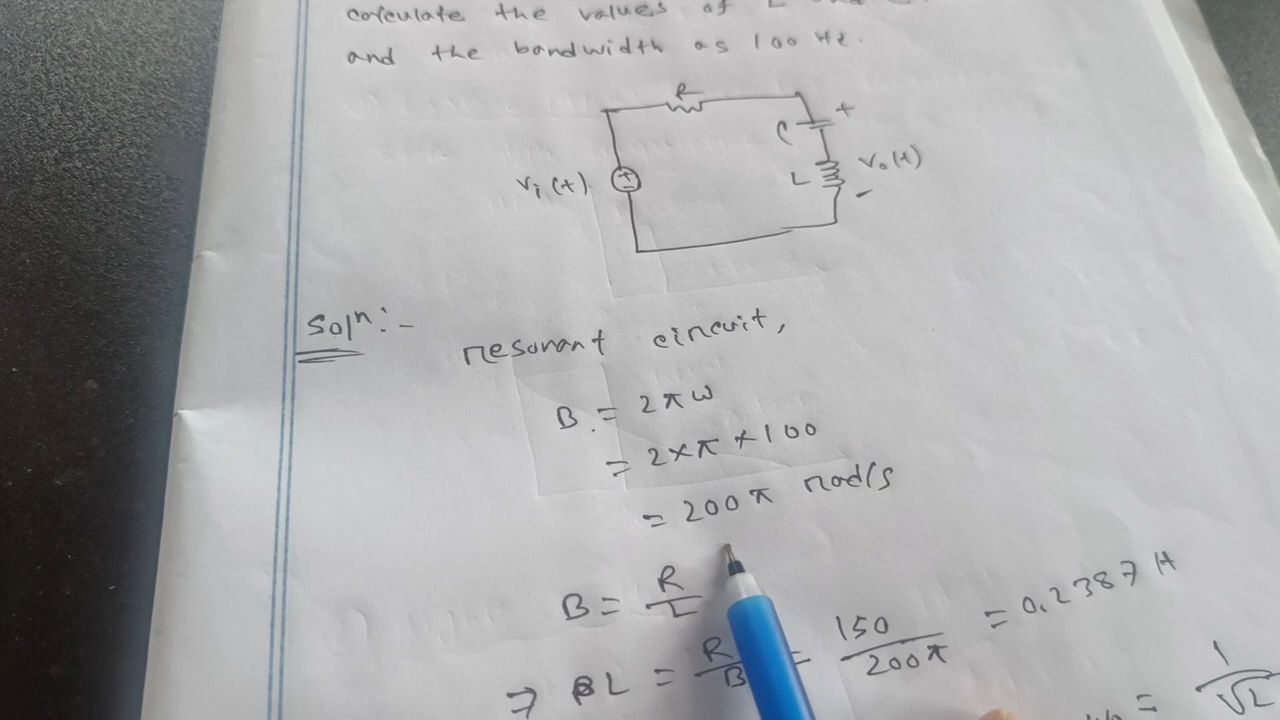 calculate the values of L
and the bandwidth as 100 Hz.
R
C +
Vi (t) + L Vo(t)
-
Soln:-
resonant circuit,
B = 2πω
= 2×π×100
= 200π rad/s
B = R/L
⇒ L = R/B = 150/200π = 0.2387 H
= 1/√L